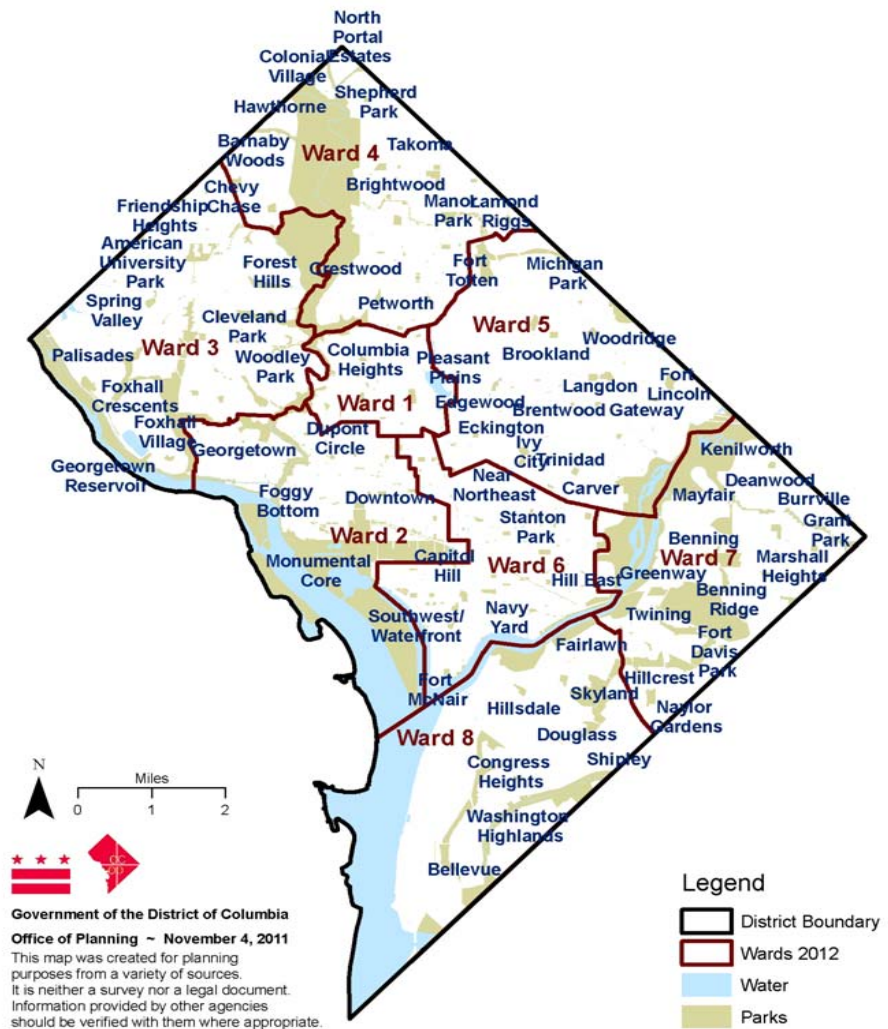 North
Portal
Estates
Colonial
Village
Shepherd
Park
Hawthorne
Barnaby
Woods
Ward 4
Takoma
Chevy
Chase
Brightwood
Manor
Park
Lamond
Riggs
Friendship
Heights
American
University
Park
Forest
Hills
Crestwood
Fort
Totten
Michigan
Park
Spring
Valley
Petworth
Cleveland
Park
Ward 5
Woodridge
Palisades
Ward 3
Woodley
Park
Columbia
Heights
Pleasant
Plains
Brookland
Foxhall
Crescents
Langdon
Fort
Lincoln
Ward 1
Edgewood
Brentwood
Gateway
Foxhall
Village
Georgetown
Dupont
Circle
Eckington
Ivy
City
Trinidad
Kenilworth
Georgetown
Reservoir
Near
Northeast
Carver
Mayfair
Deanwood
Burrville
Foggy
Bottom
Downtown
Stanton
Park
Grant
Park
Ward 2
Benning
Monumental
Core
Capitol
Hill
Ward 6
Hill East
Greenway
Ward 7
Marshall
Heights
Benning
Ridge
Southwest/
Waterfront
Navy
Yard
Twining
Fairlawn
Fort
Davis
Park
Fort
McNair
Hillcrest
Skyland
Hillsdale
Naylor
Gardens
Ward 8
Douglass
Congress
Heights
Shipley
Washington
Highlands
Bellevue
N
Miles
0 1 2
DC
OP
Government of the District of Columbia
Office of Planning ~ November 4, 2011
This map was created for planning
purposes from a variety of sources.
It is neither a survey nor a legal document.
Information provided by other agencies
should be verified with them where appropriate.
Legend
District Boundary
Wards 2012
Water
Parks